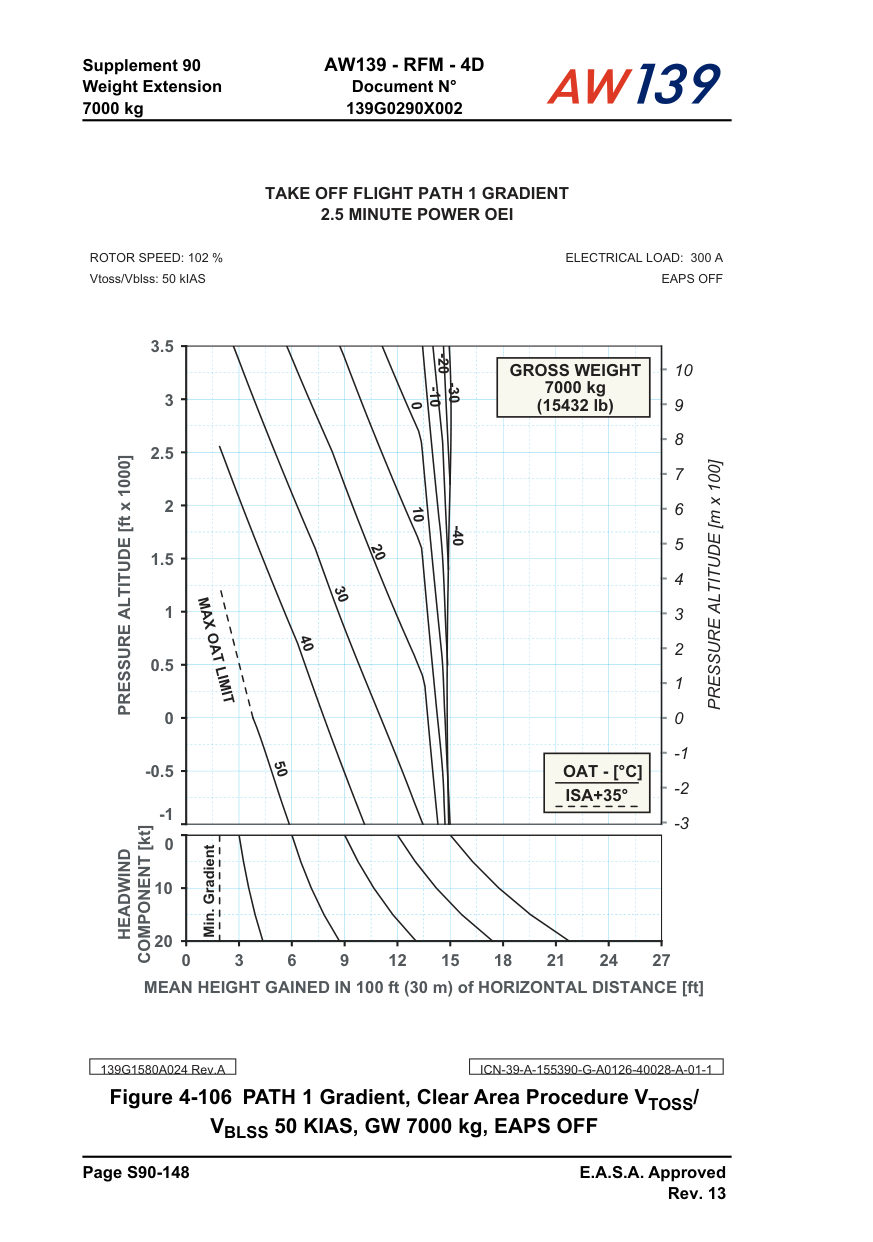 Supplement 90
Weight Extension
7000 kg
AW139 - RFM - 4D
Document N°
139G0290X002
AW139
TAKE OFF FLIGHT PATH 1 GRADIENT
2.5 MINUTE POWER OEI
ROTOR SPEED: 102 %
ELECTRICAL LOAD: 300 A
Vtoss/Vblss: 50 kIAS
EAPS OFF
GROSS WEIGHT
7000 kg
(15432 lb)
PRESSURE ALTITUDE [ft x 1000]
3.5
3
2.5
2
1.5
1
0.5
0
-0.5
-1
PRESSURE ALTITUDE [m x 100]
10
9
8
7
6
5
4
3
2
1
0
-1
-2
-3
-20
-30
-10
0
10
-40
20
30
40
50
MAX OAT LIMIT
OAT - [°C]
ISA+35°
HEADWIND
COMPONENT [kt]
0
10
20
Min. Gradient
0 3 6 9 12 15 18 21 24 27
MEAN HEIGHT GAINED IN 100 ft (30 m) of HORIZONTAL DISTANCE [ft]
139G1580A024 Rev.A
ICN-39-A-155390-G-A0126-40028-A-01-1
Figure 4-106 PATH 1 Gradient, Clear Area Procedure VTOSS/
VBLSS 50 KIAS, GW 7000 kg, EAPS OFF
Page S90-148
E.A.S.A. Approved
Rev. 13